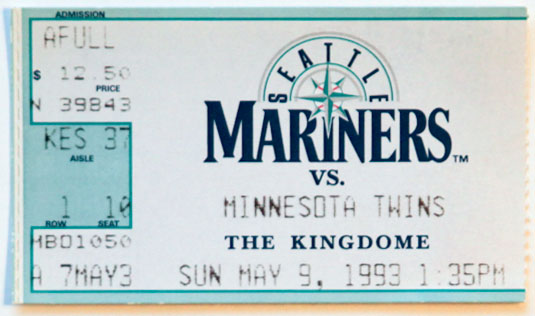 ADMISSION
AFULL
$ 12.50
PRICE
N 39843
KES 37
AISLE
1 10
ROW SEAT
MB01050
A 7MAY3
SEATTLE
MARINERS™
VS.
MINNESOTA TWINS
THE KINGDOME
SUN MAY 9, 1993 1:35PM